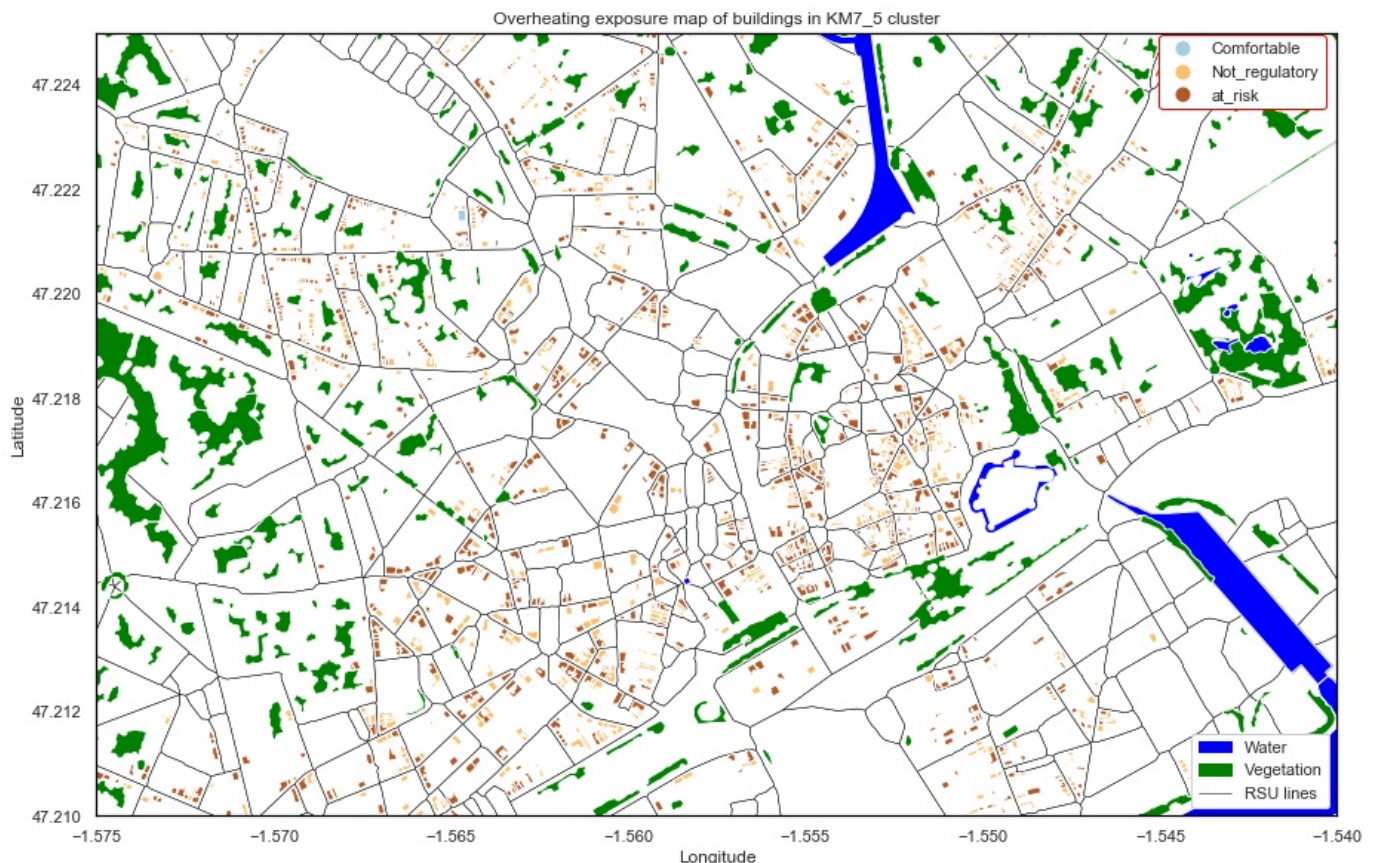 Overheating exposure map of buildings in KM7_5 cluster
Comfortable
Not_regulatory
at_risk
47.224
47.222
47.220
47.218
47.216
47.214
47.212
47.210
Latitude
Water
Vegetation
RSU lines
−1.575
−1.570
−1.565
−1.560
−1.555
−1.550
−1.545
−1.540
Longitude